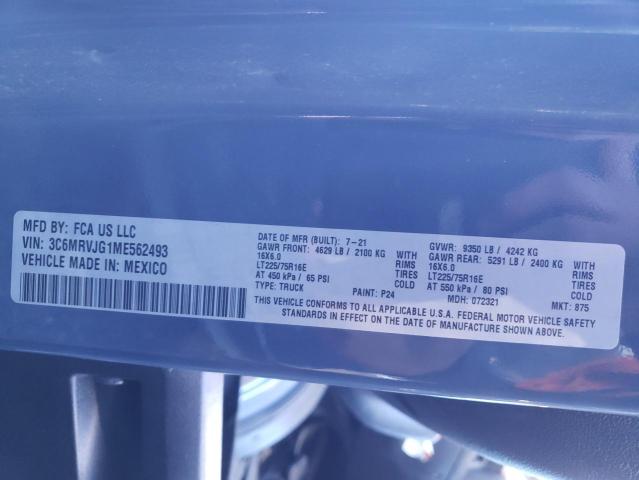 MFD BY: FCA US LLC
VIN: 3C6MRVJG1ME562493
VEHICLE MADE IN: MEXICO
DATE OF MFR (BUILT): 7-21
GAWR FRONT: 4629 LB / 2100 KG
16X6.0 WITH RIMS
LT225/75R16E TIRES
AT 450 kPa / 65 PSI COLD
TYPE: TRUCK PAINT: P24
GVWR: 9350 LB / 4242 KG
GAWR REAR: 5291 LB / 2400 KG
16X6.0 WITH RIMS
LT225/75R16E TIRES
AT 550 kPa / 80 PSI COLD
MDH: 072321 MKT: 875
THIS VEHICLE CONFORMS TO ALL APPLICABLE U.S.A. FEDERAL MOTOR VEHICLE SAFETY
STANDARDS IN EFFECT ON THE DATE OF MANUFACTURE SHOWN ABOVE.